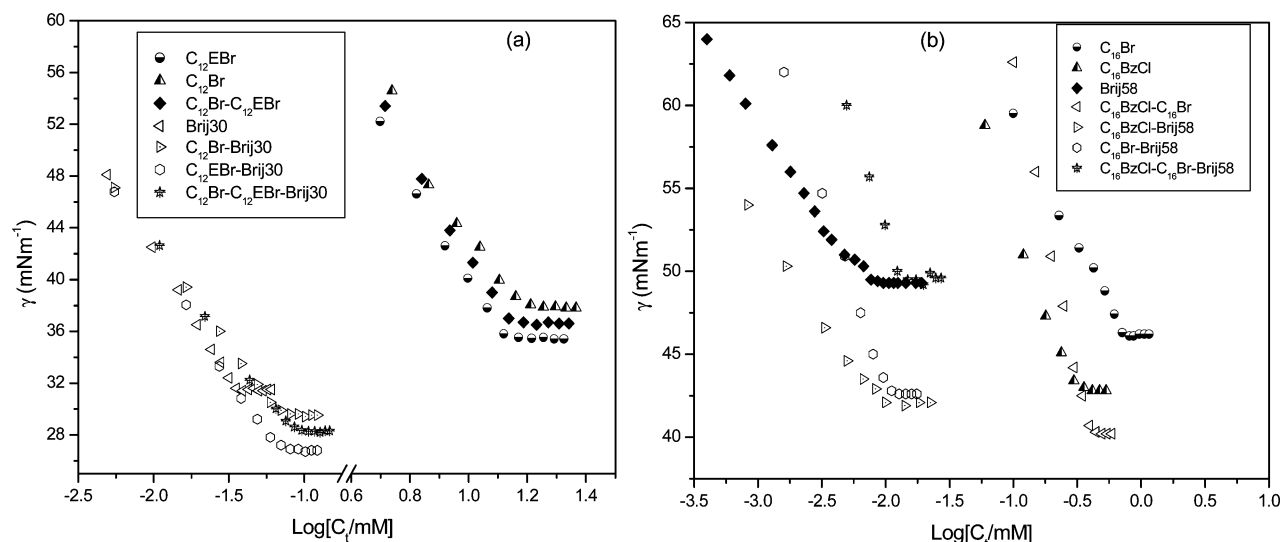 (a)
C₁₂EBr
C₁₂Br
C₁₂Br-C₁₂EBr
Brij30
C₁₂Br-Brij30
C₁₂EBr-Brij30
C₁₂Br-C₁₂EBr-Brij30
60
56
52
48
44
40
36
32
28
γ (mNm⁻¹)
-2.5 -2.0 -1.5 -1.0 0.6 0.8 1.0 1.2 1.4
Log[Cₜ/mM]
(b)
C₁₆Br
C₁₆BzCl
Brij58
C₁₆BzCl-C₁₆Br
C₁₆BzCl-Brij58
C₁₆Br-Brij58
C₁₆BzCl-C₁₆Br-Brij58
65
60
55
50
45
40
γ (mNm⁻¹)
-3.5 -3.0 -2.5 -2.0 -1.5 -1.0 -0.5 0.0 0.5 1.0
Log[C/mM]